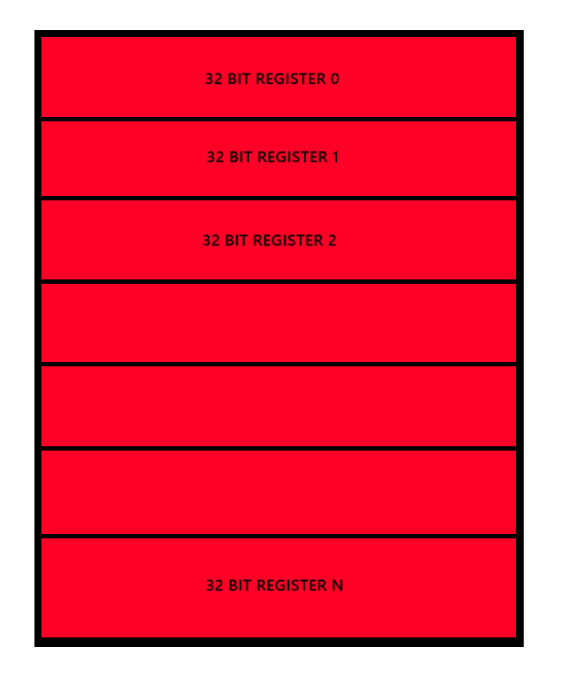 32 BIT REGISTER 0
32 BIT REGISTER 1
32 BIT REGISTER 2
32 BIT REGISTER N